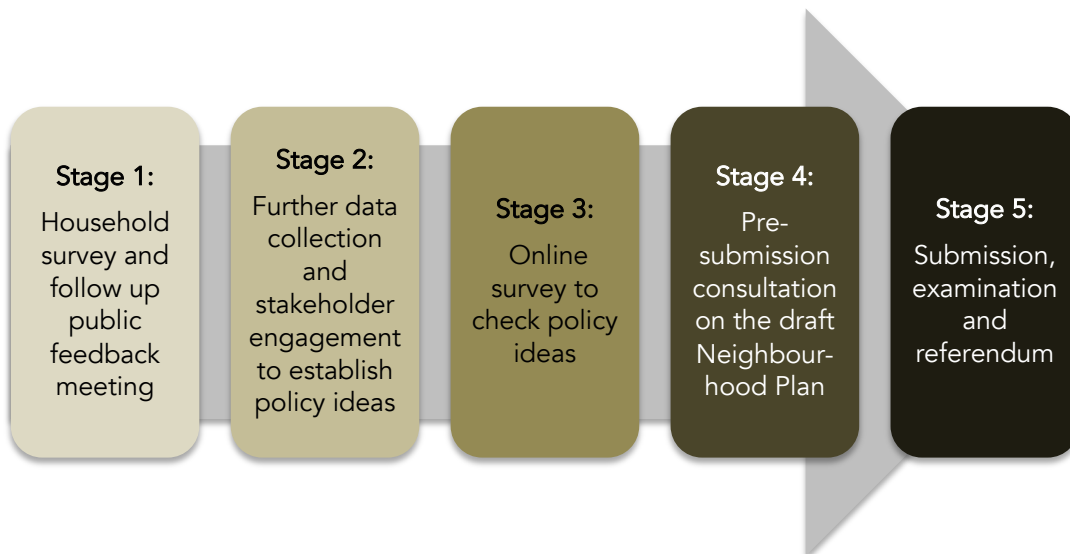 Stage 1:
Household
survey and
follow up
public
feedback
meeting
Stage 2:
Further data
collection
and
stakeholder
engagement
to establish
policy ideas
Stage 3:
Online
survey to
check policy
ideas
Stage 4:
Pre-
submission
consultation
on the draft
Neighbour-
hood Plan
Stage 5:
Submission,
examination
and
referendum